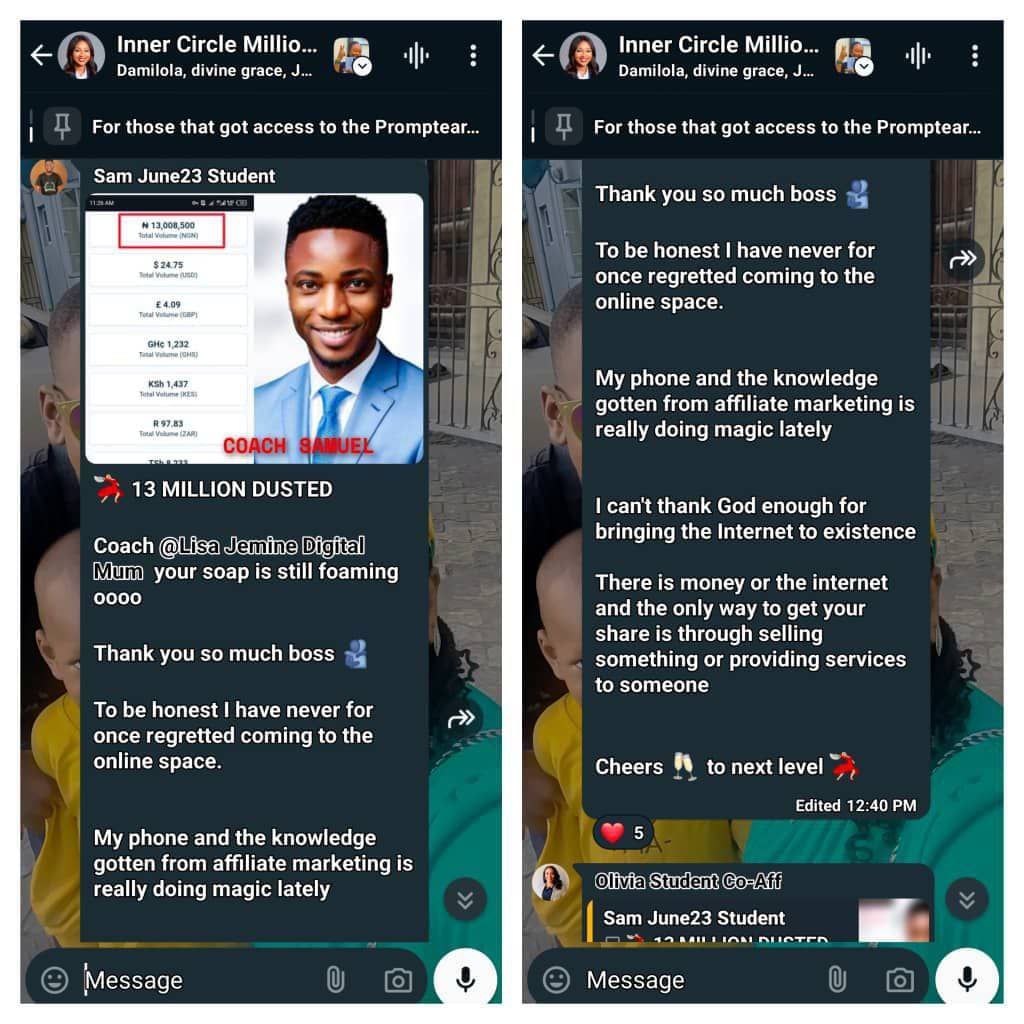 Inner Circle Millio...
Damilola, divine grace, J...
For those that got access to the Promptear...
Sam June23 Student
11:26 AM
₦ 13,008,500
Total Volume (NGN)
$ 24.75
Total Volume (USD)
£ 4.09
Total Volume (GBP)
GH¢ 1,232
Total Volume (GHS)
KSh 1,437
Total Volume (KES)
R 97.83
Total Volume (ZAR)
TSh 8,233
COACH SAMUEL
13 MILLION DUSTED
Coach @Lisa Jemine Digital
Mum your soap is still foaming
oooo
Thank you so much boss
To be honest I have never for
once regretted coming to the
online space.
My phone and the knowledge
gotten from affiliate marketing is
really doing magic lately
Message
Inner Circle Millio...
Damilola, divine grace, J...
For those that got access to the Promptear...
Thank you so much boss
To be honest I have never for
once regretted coming to the
online space.
My phone and the knowledge
gotten from affiliate marketing is
really doing magic lately
I can't thank God enough for
bringing the Internet to existence
There is money or the internet
and the only way to get your
share is through selling
something or providing services
to someone
Cheers 🥂 to next level
Edited 12:40 PM
5
Olivia Student Co-Aff
Sam June23 Student
13 MILLION DUSTED
Message